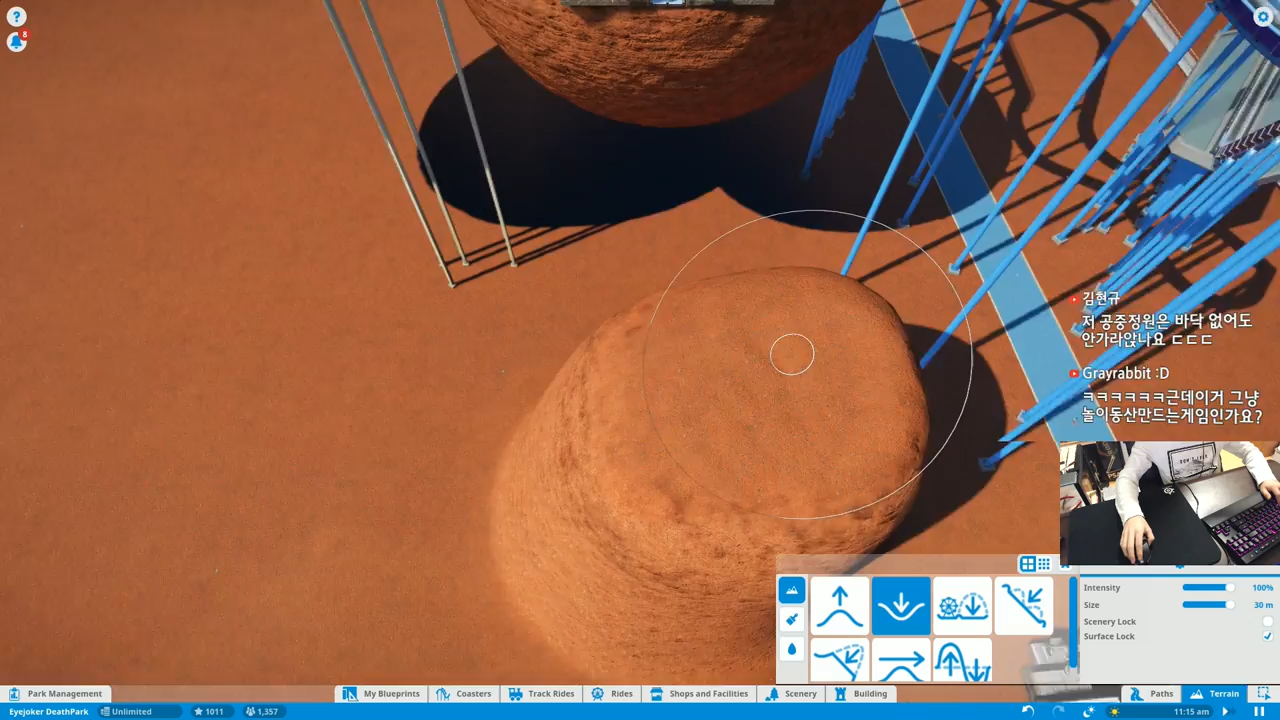 ?
8
김현규
저 공중정원은 바닥 없어도
안가라앉나요 ㄷㄷㄷ
Grayrabbit :D
ㅋㅋㅋㅋㅋㅋ근데이거 그냥
놀이동산만드는게임인가요?
Intensity 100%
Size 30 m
Scenery Lock
Surface Lock
Park Management
My Blueprints
Coasters
Track Rides
Rides
Shops and Facilities
Scenery
Building
Paths
Terrain
Eyejoker DeathPark
Unlimited
1011
1,357
11:15 am